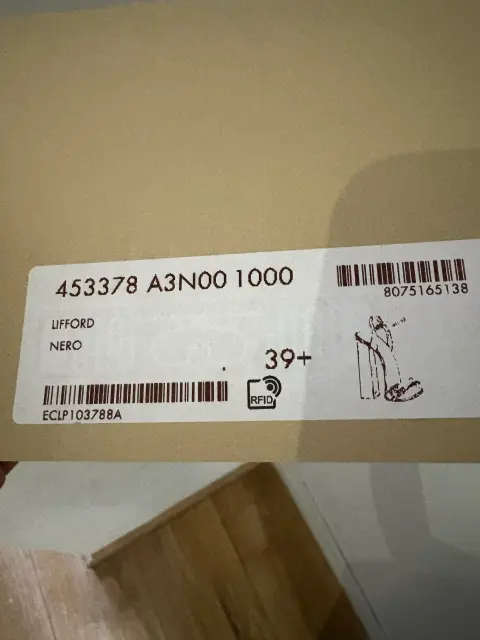 453378 A3N00 1000
8075165138
LIFFORD
NERO
39+
RFID
ECLP103788A